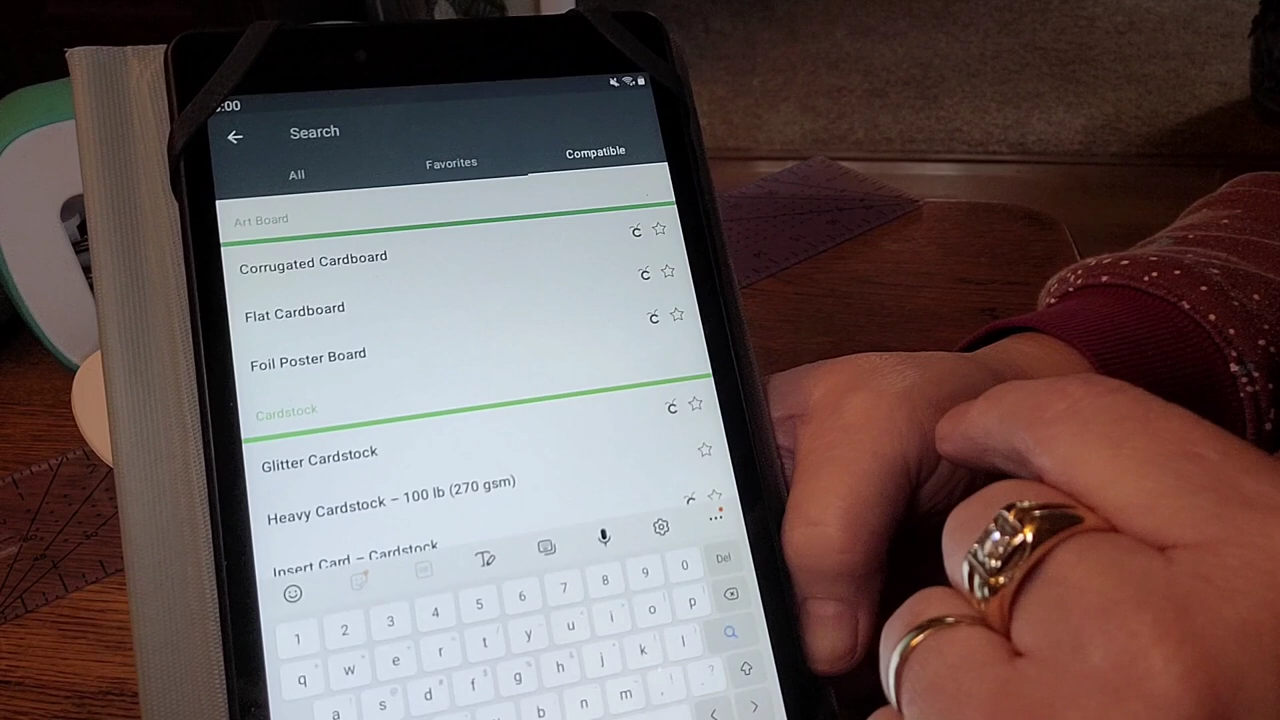 :00
Search
All
Favorites
Compatible
Art Board
Corrugated Cardboard
Flat Cardboard
Foil Poster Board
Cardstock
Glitter Cardstock
Heavy Cardstock – 100 lb (270 gsm)
Insert Card – Cardstock
Del
1 2 3 4 5 6 7 8 9 0
q w e r t y u i o p
a s d f g h j k l
b n m , .